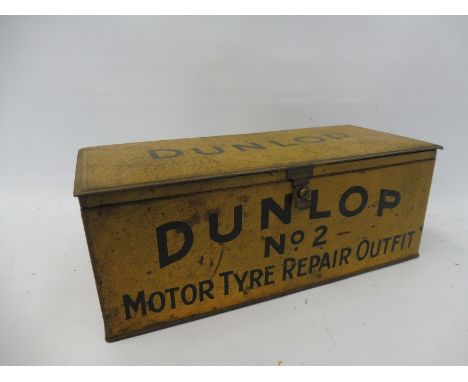 DUNLOP
DUNLOP
No 2 -
MOTOR TYRE REPAIR OUTFIT